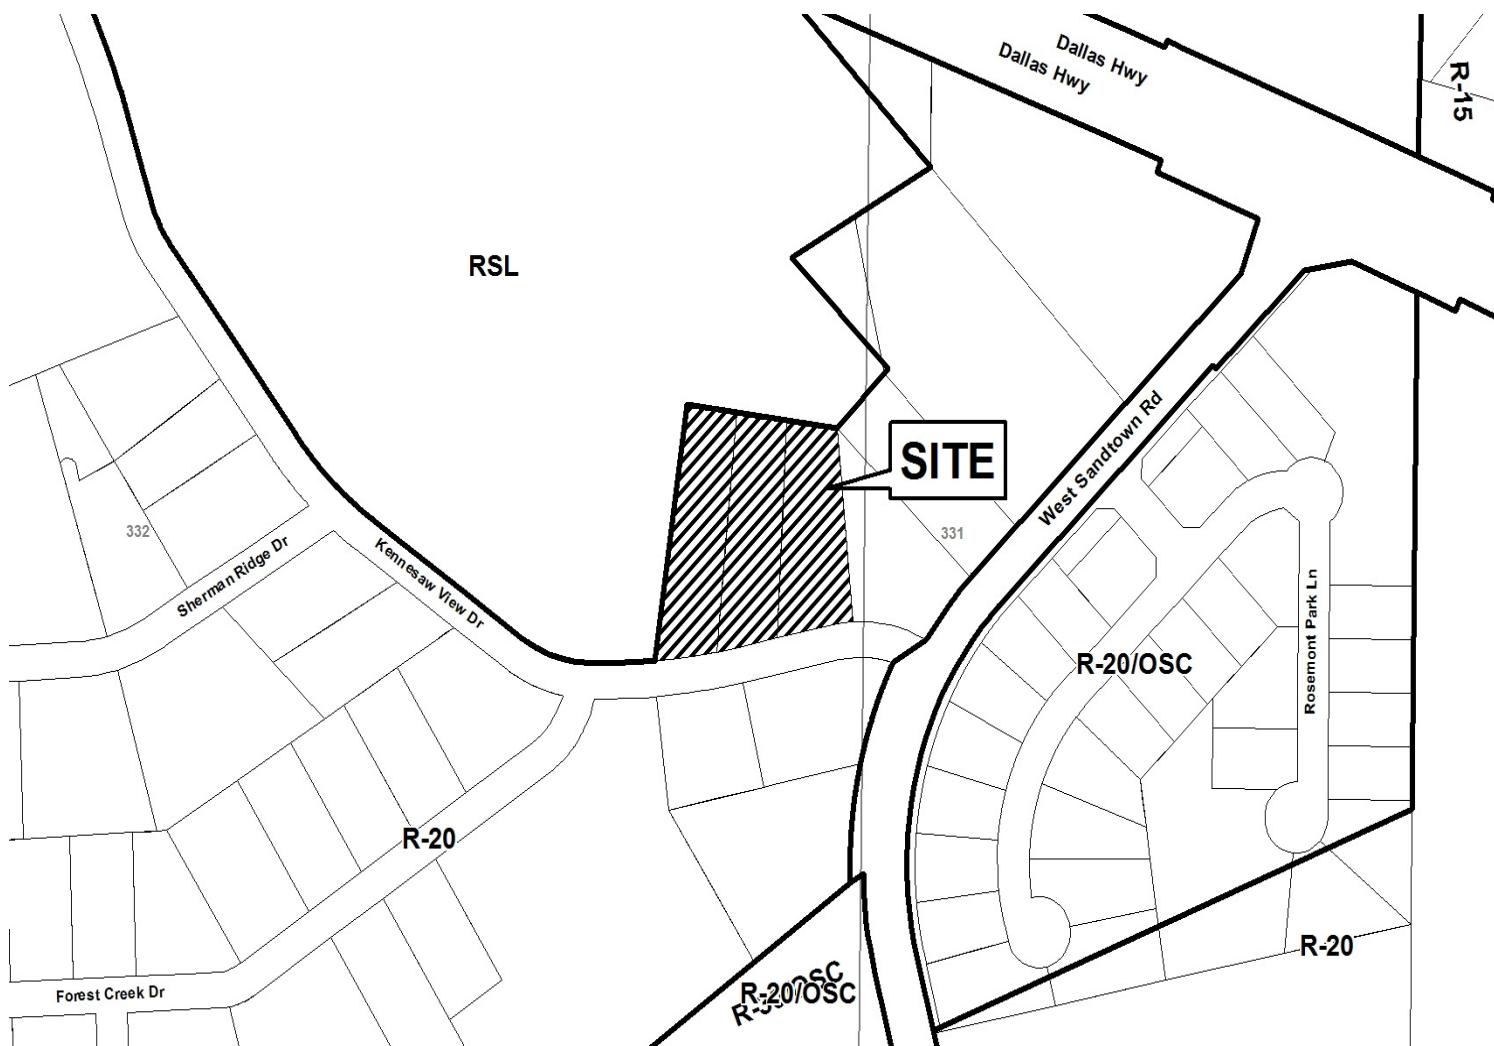 Dallas Hwy
Dallas Hwy
R-15
RSL
SITE
West Sandtown Rd
332
331
Sherman Ridge Dr
Kennesaw View Dr
Rosemont Park Ln
R-20/OSC
R-20
R-20
Forest Creek Dr
R-20/OSC